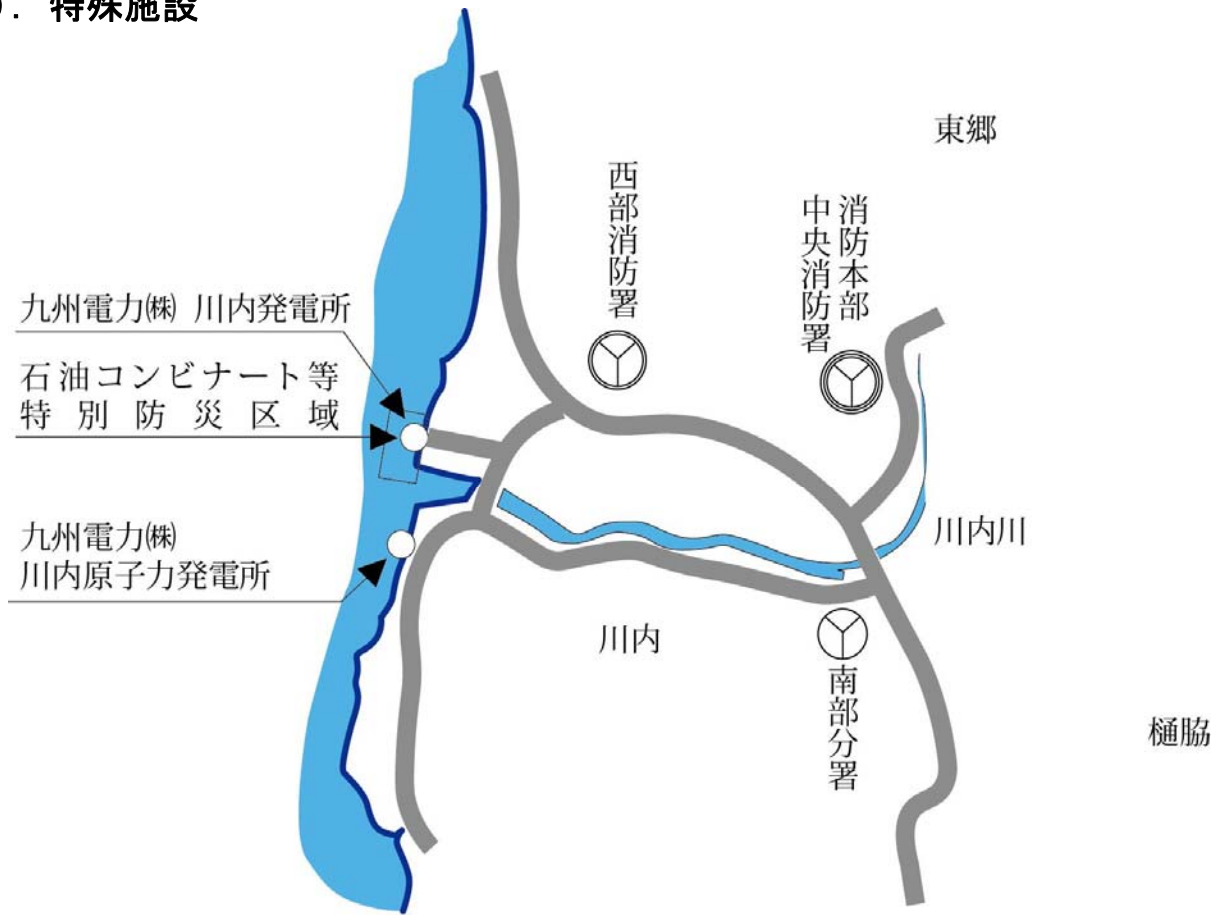 . 特殊施設
東郷
西部消防署
消防本部
中央消防署
九州電力㈱ 川内発電所
石油コンビナート等
特別防災区域
九州電力㈱
川内原子力発電所
川内川
川内
南部分署
樋脇